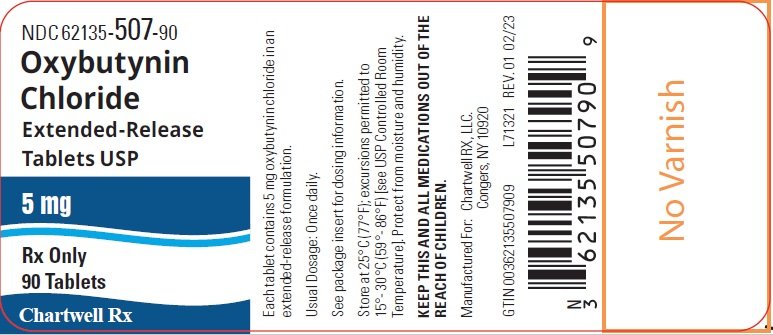 NDC 62135-507-90
Oxybutynin
Chloride
Extended-Release
Tablets USP
5 mg
Rx Only
90 Tablets
Chartwell Rx
Each tablet contains 5 mg oxybutynin chloride in an
extended-release formulation.
Usual Dosage: Once daily.
See package insert for dosing information.
Store at 25°C (77°F); excursions permitted to
15°- 30°C (59°- 86°F) [see USP Controlled Room
Temperature]. Protect from moisture and humidity.
KEEP THIS AND ALL MEDICATIONS OUT OF THE
REACH OF CHILDREN.
Manufactured For: Chartwell RX, LLC.
Congers, NY 10920
GTIN 00362135507909 L71321 REV. 01 02/23
N
3 62135 50790 9
No Varnish